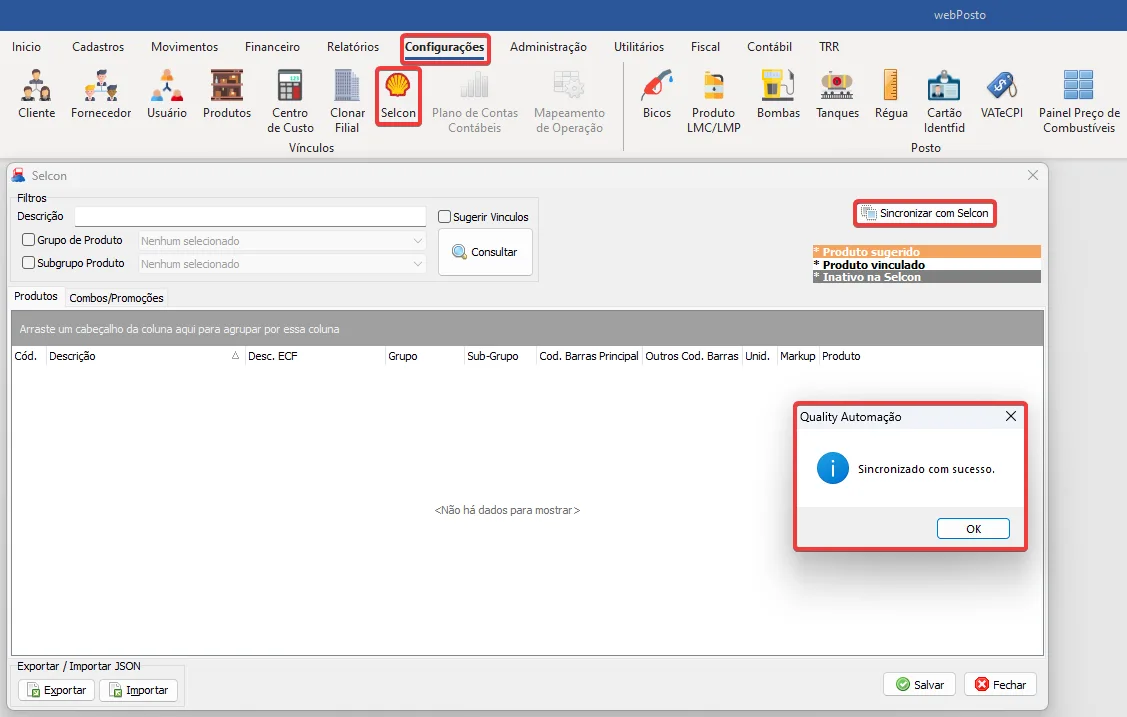 webPosto
Inicio Cadastros Movimentos Financeiro Relatórios Configurações Administração Utilitários Fiscal Contábil TRR
Cliente Fornecedor Usuário Produtos Centro de Custo Clonar Filial Selcon Plano de Contas Contábeis Mapeamento de Operação Bicos Produto LMC/LMP Bombas Tanques Régua Cartão Identfid VATeCPI Painel Preço de Combustíveis
Vínculos Posto
Selcon
Filtros
Descrição
Sugerir Vinculos
Sincronizar com Selcon
Grupo de Produto Nenhum selecionado
Consultar
Subgrupo Produto Nenhum selecionado
* Produto sugerido
* Produto vinculado
* Inativo na Selcon
Produtos Combos/Promoções
Arraste um cabeçalho da coluna aqui para agrupar por essa coluna
Cód. Descrição Desc. ECF Grupo Sub-Grupo Cod. Barras Principal Outros Cod. Barras Unid. Markup Produto
Quality Automação
Sincronizado com sucesso.
<Não há dados para mostrar>
OK
Exportar / Importar JSON
Exportar Importar Salvar Fechar